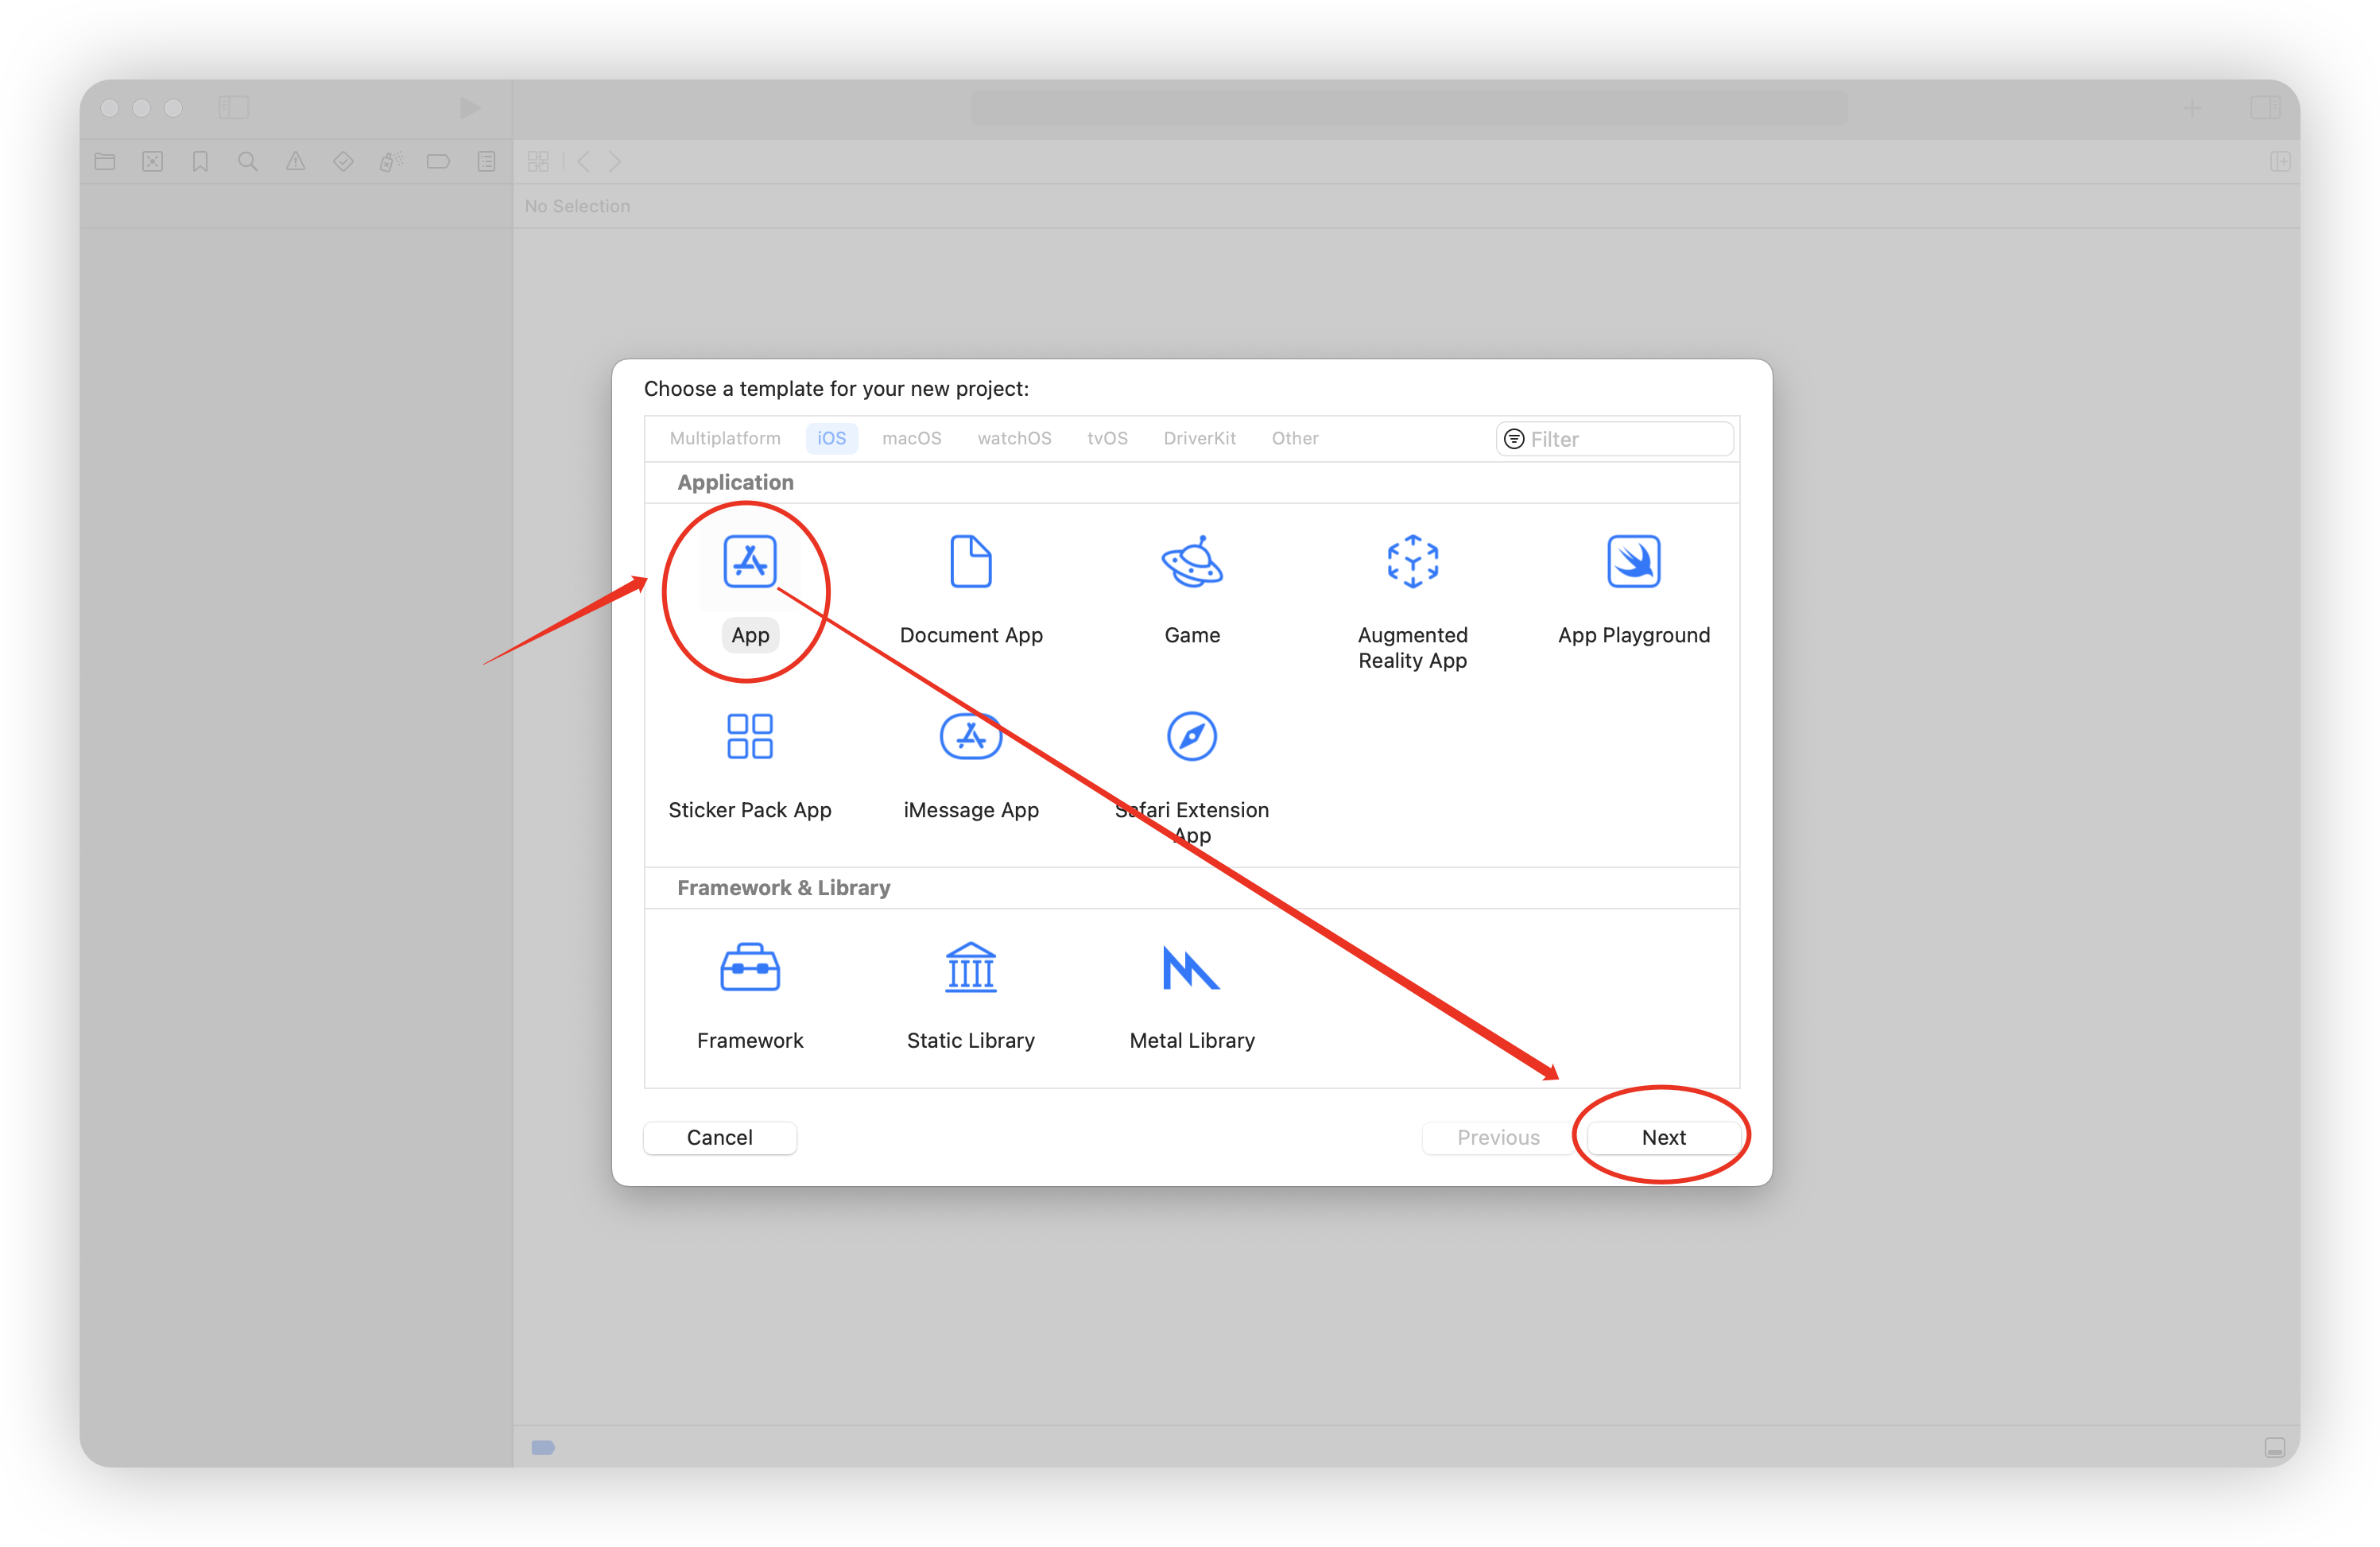 No Selection
Choose a template for your new project:
Multiplatform iOS macOS watchOS tvOS DriverKit Other Filter
Application
App Document App Game Augmented Reality App App Playground
Sticker Pack App iMessage App Safari Extension App
Framework & Library
Framework Static Library Metal Library
Cancel Previous Next